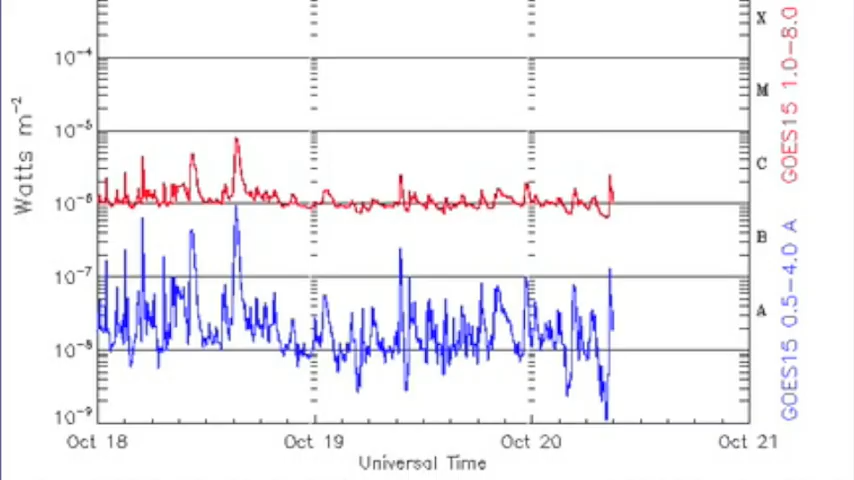 X
10-4
M
10-5
C
10-6
B
10-7
A
10-8
10-9
Watts m-2
Oct 18
Oct 19
Oct 20
Oct 21
Universal Time
GOES15 1.0-8.0
GOES15 0.5-4.0 A